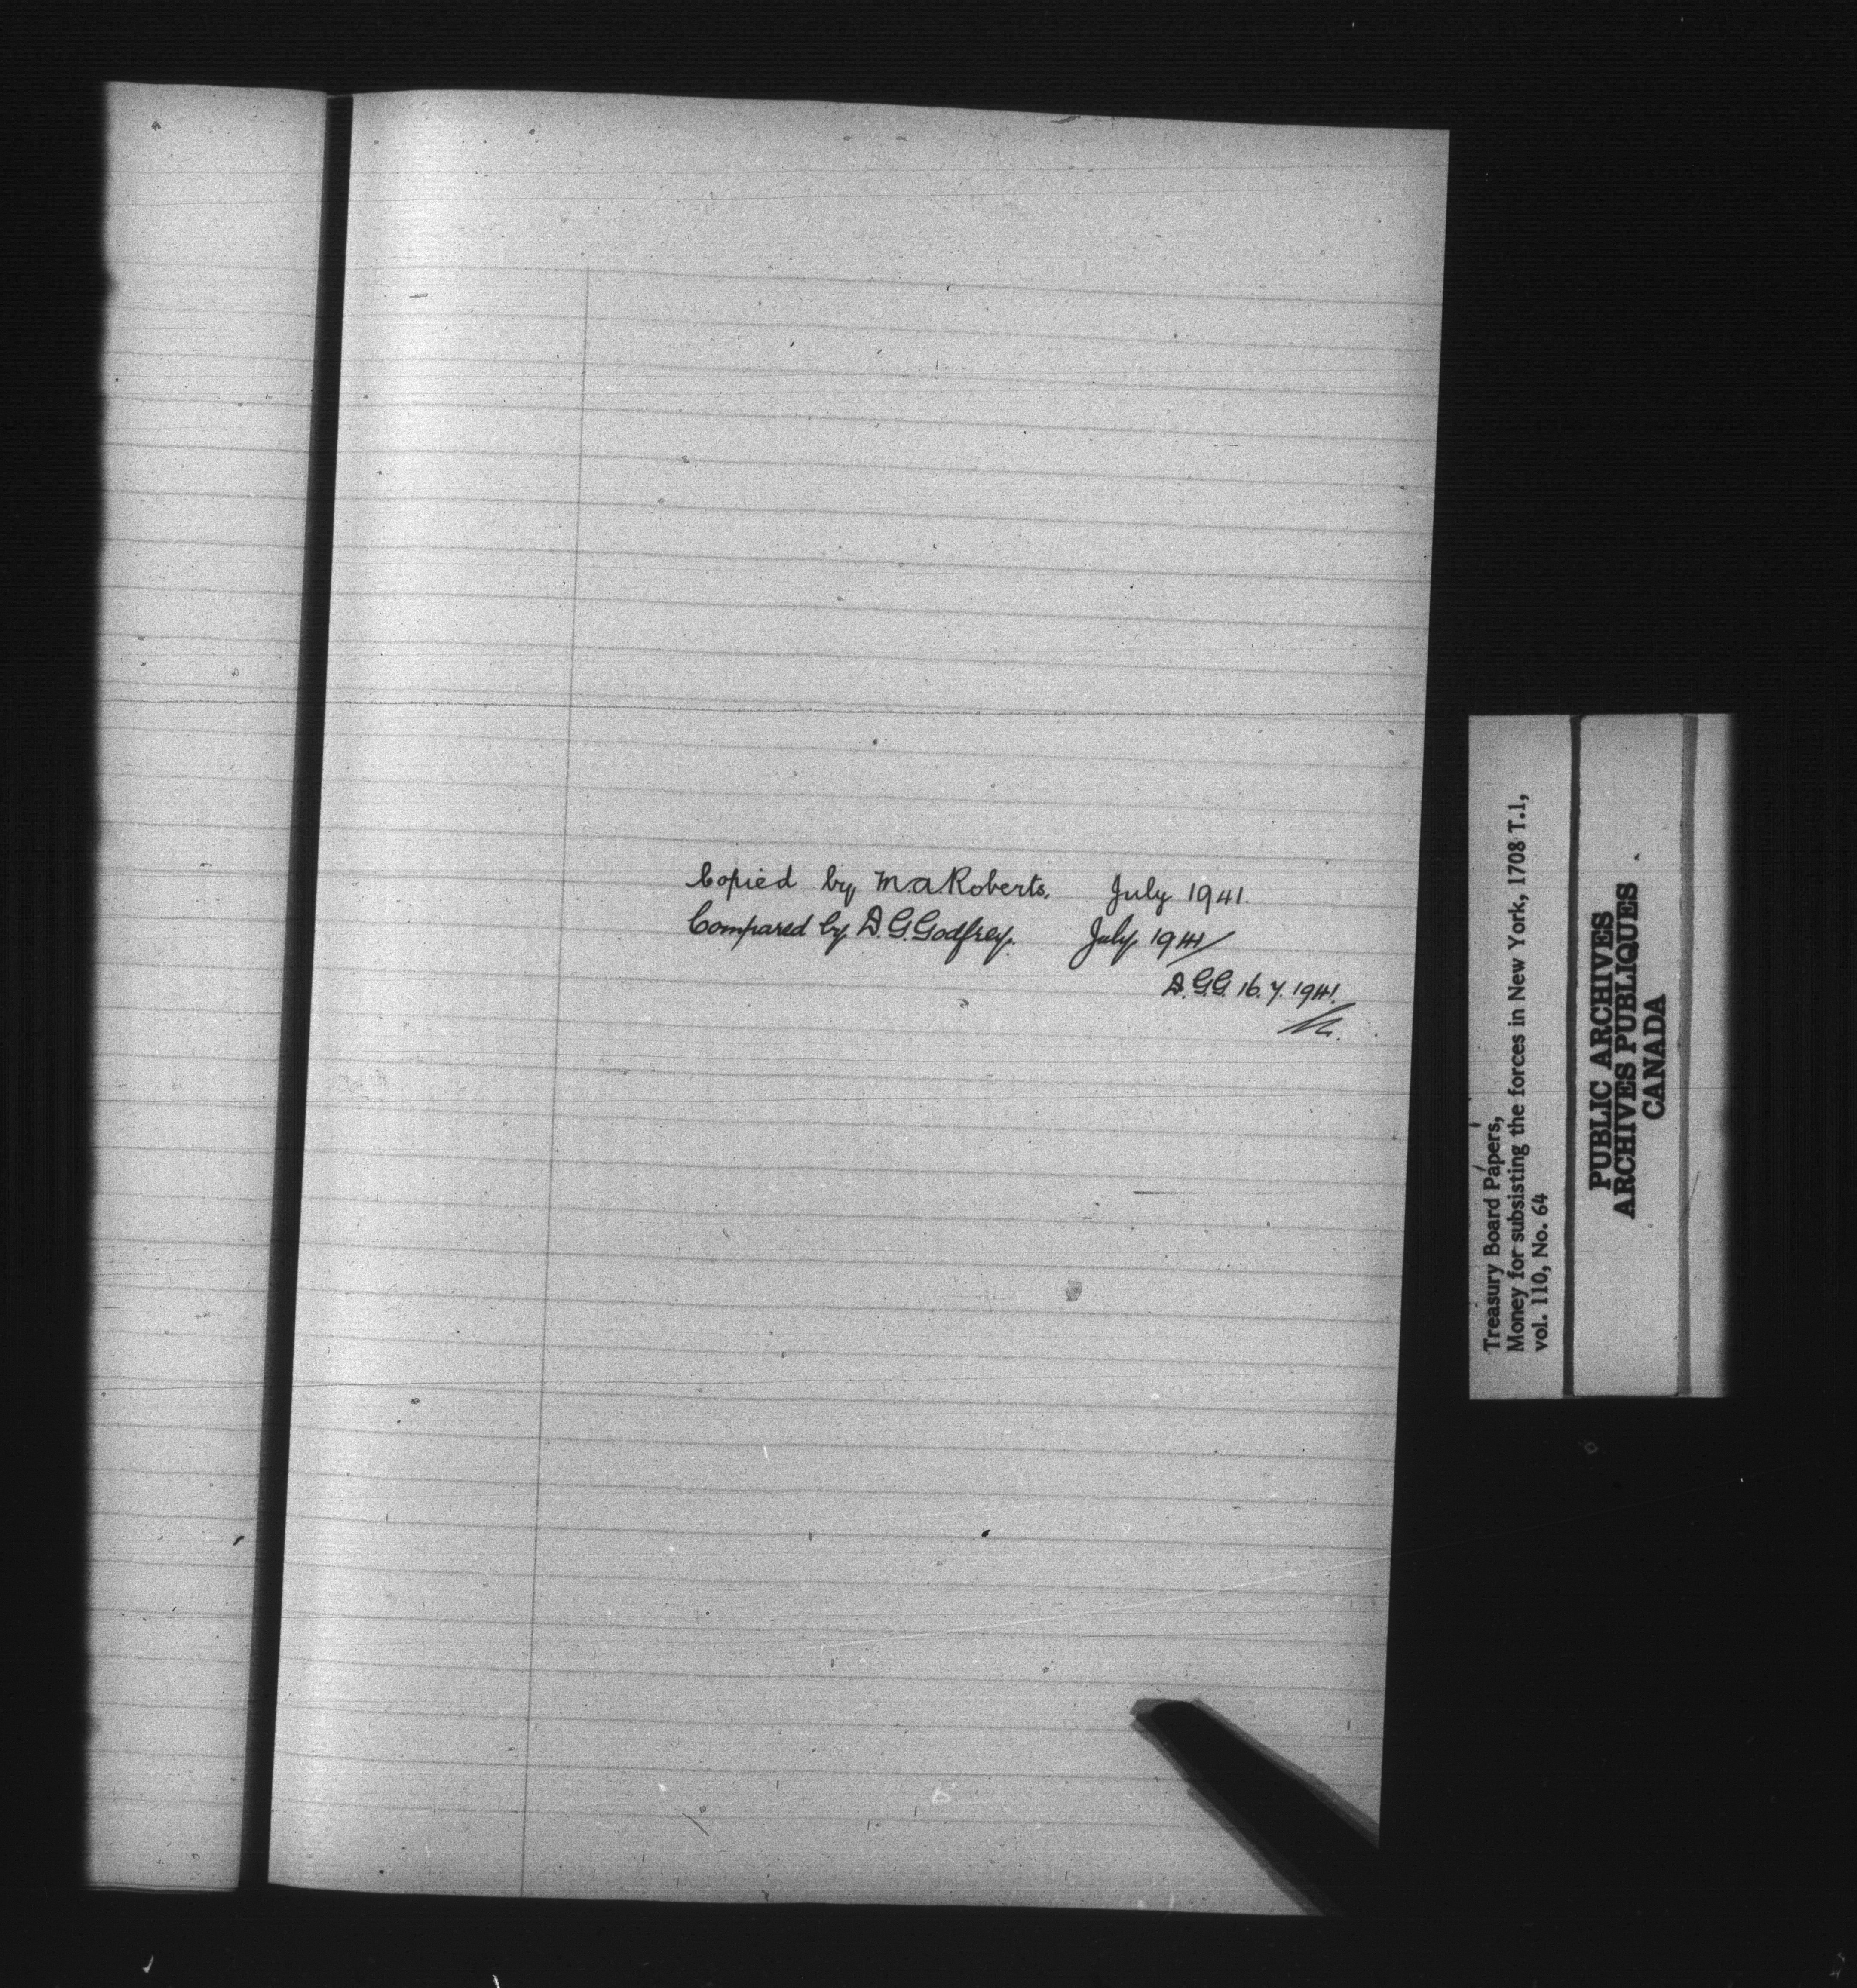 Copied by M.A. Roberts. July 1941.
Compared by D.G. Godfrey. July 1941
D.G.G. 16.7.1941.
Treasury Board Papers,
Money for subsisting the forces in New York, 1708 T.1,
vol. 110, No. 64
PUBLIC ARCHIVES
ARCHIVES PUBLIQUES
CANADA